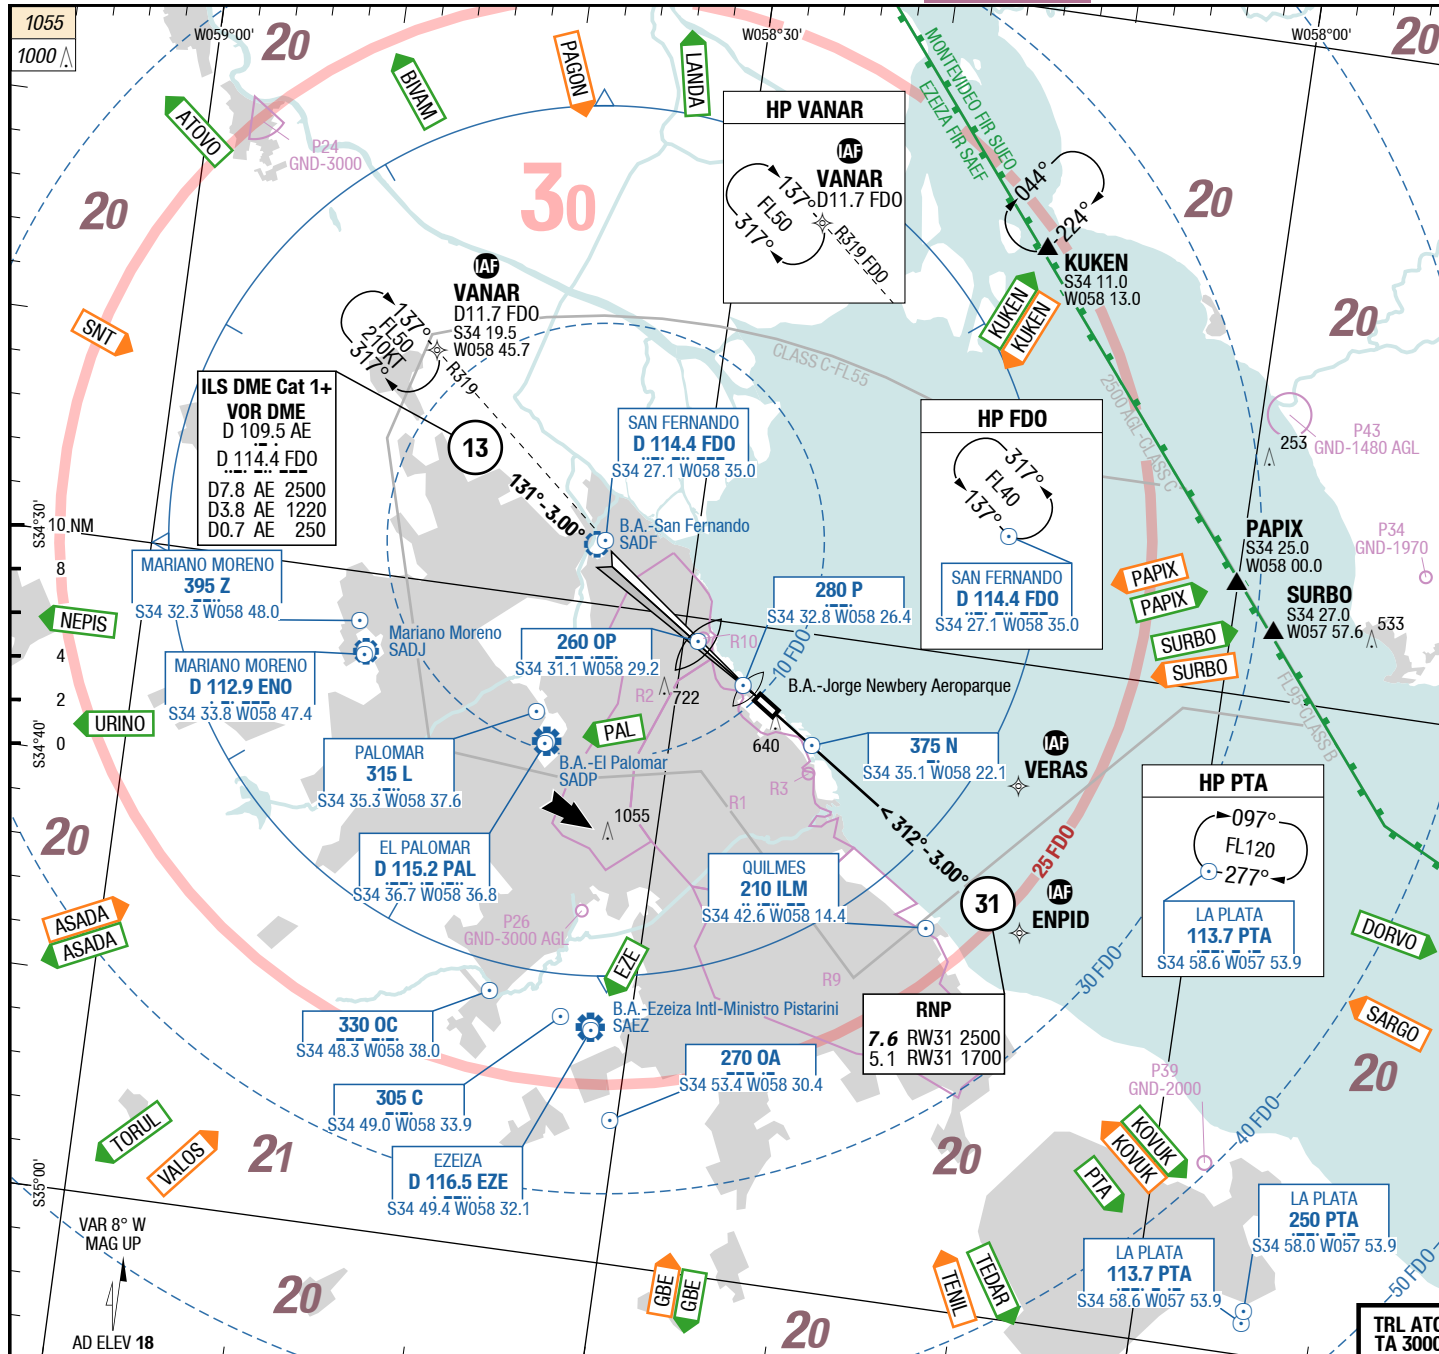 1055
1000
W059°00'
W058°30'
W058°00'
20
20
BIVAM
PAGON
LANDA
ATOVO
P24
GND-3000
MONTEVIDEO FIR SUEO
EZEIZA FIR SAEF
HP VANAR
IAF
VANAR
D11.7 FDO
137°
FL50
317°
R319 FDO
20
30
20
044°
224°
KUKEN
S34 11.0
W058 13.0
KUKEN
KUKEN
IAF
VANAR
D11.7 FDO
S34 19.5
W058 45.7
137°
FL50
210KT
317°
R319
SNT
20
CLASS C-FL55
2500 AGL-CLASS C
ILS DME Cat 1+
VOR DME
D 109.5 AE
D 114.4 FDO
D7.8 AE 2500
D3.8 AE 1220
D0.7 AE 250
13
131°-3.00°
SAN FERNANDO
D 114.4 FDO
S34 27.1 W058 35.0
HP FDO
317°
FL40
137°
SAN FERNANDO
D 114.4 FDO
S34 27.1 W058 35.0
253
P43
GND-1480 AGL
S34°30'
10 NM
8
4
2
0
S34°40'
B.A.-San Fernando
SADF
PAPIX
S34 25.0
W058 00.0
P34
GND-1970
SURBO
S34 27.0
W057 57.6
533
PAPIX
PAPIX
SURBO
SURBO
MARIANO MORENO
395 Z
S34 32.3 W058 48.0
NEPIS
Mariano Moreno
SADJ
260 OP
S34 31.1 W058 29.2
280 P
S34 32.8 W058 26.4
R10
10 FDO
MARIANO MORENO
D 112.9 ENO
S34 33.8 W058 47.4
R2
722
B.A.-Jorge Newbery Aeroparque
FL95-CLASS B
URINO
PAL
640
PALOMAR
315 L
S34 35.3 W058 37.6
B.A.-El Palomar
SADP
375 N
S34 35.1 W058 22.1
IAF
VERAS
R3
R1
HP PTA
097°
FL120
277°
LA PLATA
113.7 PTA
S34 58.6 W057 53.9
20
1055
< 312°-3.00°
25 FDO
EL PALOMAR
D 115.2 PAL
S34 36.7 W058 36.8
QUILMES
210 ILM
S34 42.6 W058 14.4
31
IAF
ENPID
ASADA
ASADA
P26
GND-3000 AGL
DORVO
30 FDO
EZE
R9
330 OC
S34 48.3 W058 38.0
B.A.-Ezeiza Intl-Ministro Pistarini
SAEZ
RNP
7.6 RW31 2500
5.1 RW31 1700
SARGO
270 OA
S34 53.4 W058 30.4
P39
GND-2000
20
305 C
S34 49.0 W058 33.9
40 FDO
TORUL
VALOS
21
20
KOVUK
KOVUK
PTA
EZEIZA
D 116.5 EZE
S34 49.4 W058 32.1
S35°00'
LA PLATA
250 PTA
S34 58.0 W057 53.9
VAR 8° W
MAG UP
LA PLATA
113.7 PTA
S34 58.6 W057 53.9
20
GBE
GBE
TENIL
TEDAR
50 FDO
20
AD ELEV 18
TRL ATC
TA 3000